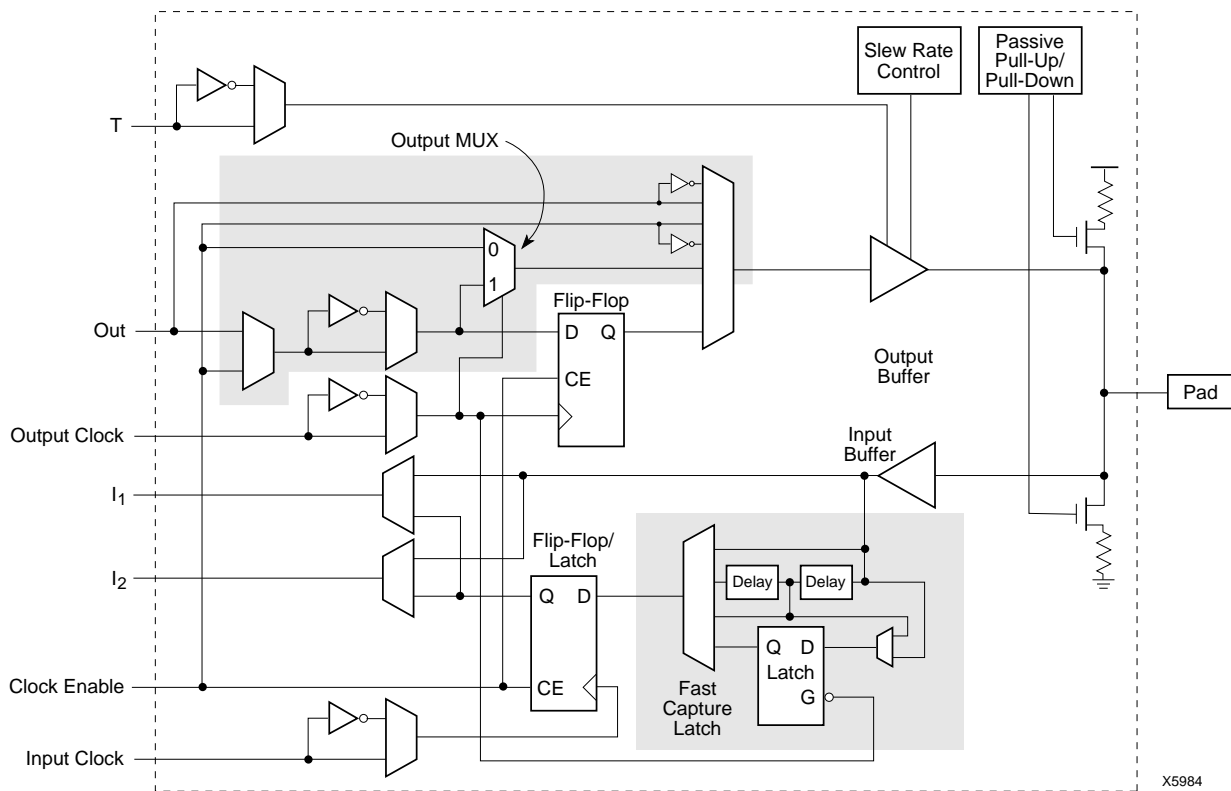 Slew Rate
Control
Passive
Pull-Up/
Pull-Down
T
Output MUX
0
1
Flip-Flop
D
Q
Out
CE
Output
Buffer
Pad
Output Clock
Input
Buffer
I1
Flip-Flop/
Latch
I2
Delay
Delay
Q
D
Q
D
Latch
Clock Enable
CE
G
Fast
Capture
Latch
Input Clock
X5984